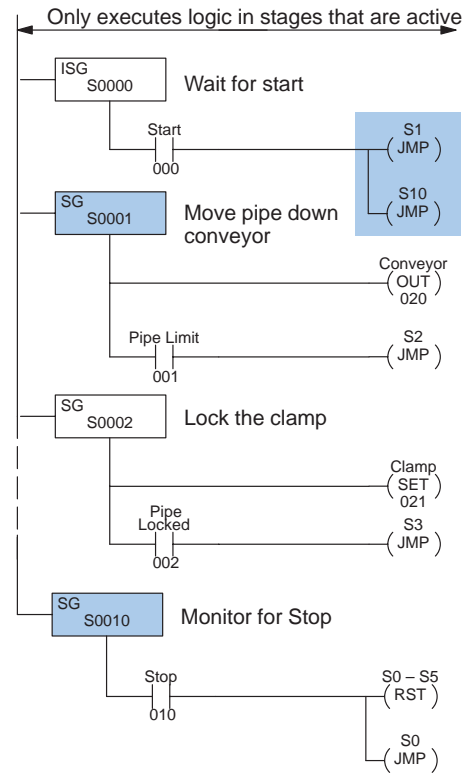 Only executes logic in stages that are active
ISG
S0000
Wait for start
Start
000
S1
JMP
S10
JMP
SG
S0001
Move pipe down
conveyor
Conveyor
OUT
020
Pipe Limit
001
S2
JMP
SG
S0002
Lock the clamp
Clamp
SET
021
Pipe
Locked
002
S3
JMP
SG
S0010
Monitor for Stop
Stop
010
S0 – S5
RST
S0
JMP